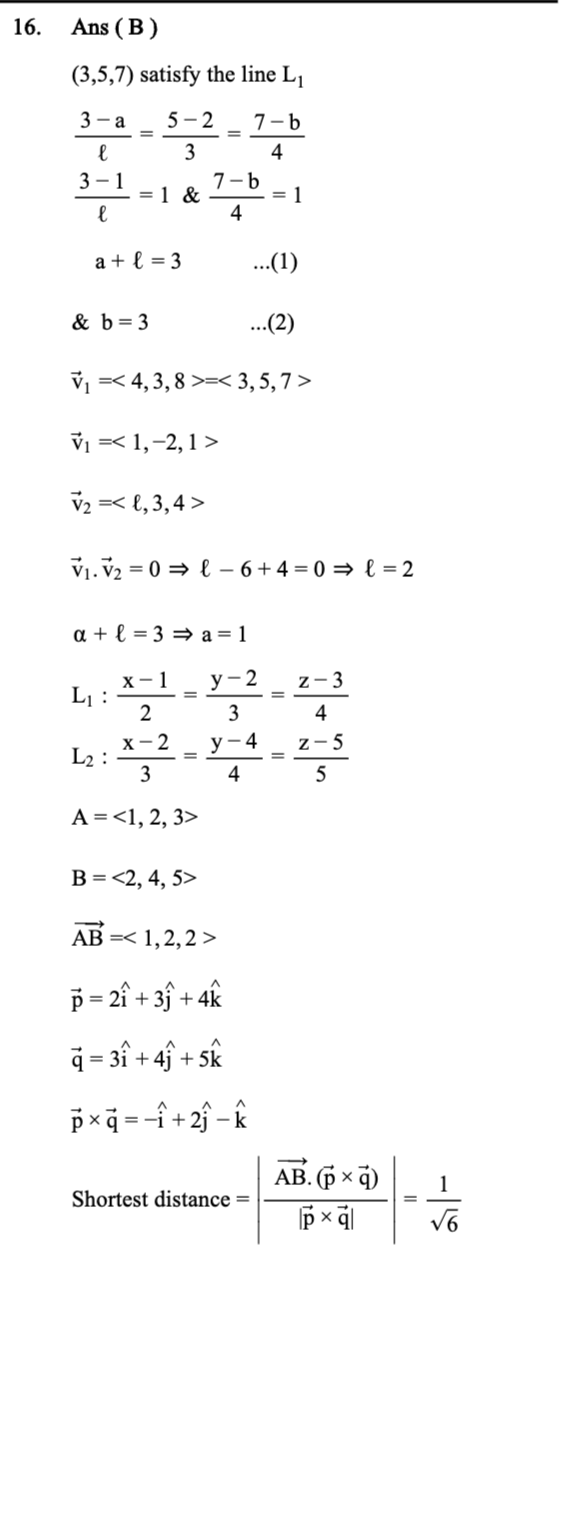 16. Ans ( B )
(3,5,7) satisfy the line L₁
(3 − a)/ℓ = (5 − 2)/3 = (7 − b)/4
(3 − 1)/ℓ = 1 & (7 − b)/4 = 1
a + ℓ = 3 ...(1)
& b = 3 ...(2)
v⃗₁ =< 4, 3, 8 >=< 3, 5, 7 >
v⃗₁ =< 1, −2, 1 >
v⃗₂ =< ℓ, 3, 4 >
v⃗₁. v⃗₂ = 0 ⇒ ℓ − 6 + 4 = 0 ⇒ ℓ = 2
α + ℓ = 3 ⇒ a = 1
L₁ : (x − 1)/2 = (y − 2)/3 = (z − 3)/4
L₂ : (x − 2)/3 = (y − 4)/4 = (z − 5)/5
A = <1, 2, 3>
B = <2, 4, 5>
A⃗B⃗ =< 1, 2, 2 >
p⃗ = 2î + 3ĵ + 4k̂
q⃗ = 3î + 4ĵ + 5k̂
p⃗ × q⃗ = −î + 2ĵ − k̂
Shortest distance = |A⃗B⃗. (p⃗ × q⃗)/|p⃗ × q⃗|| = 1/√6